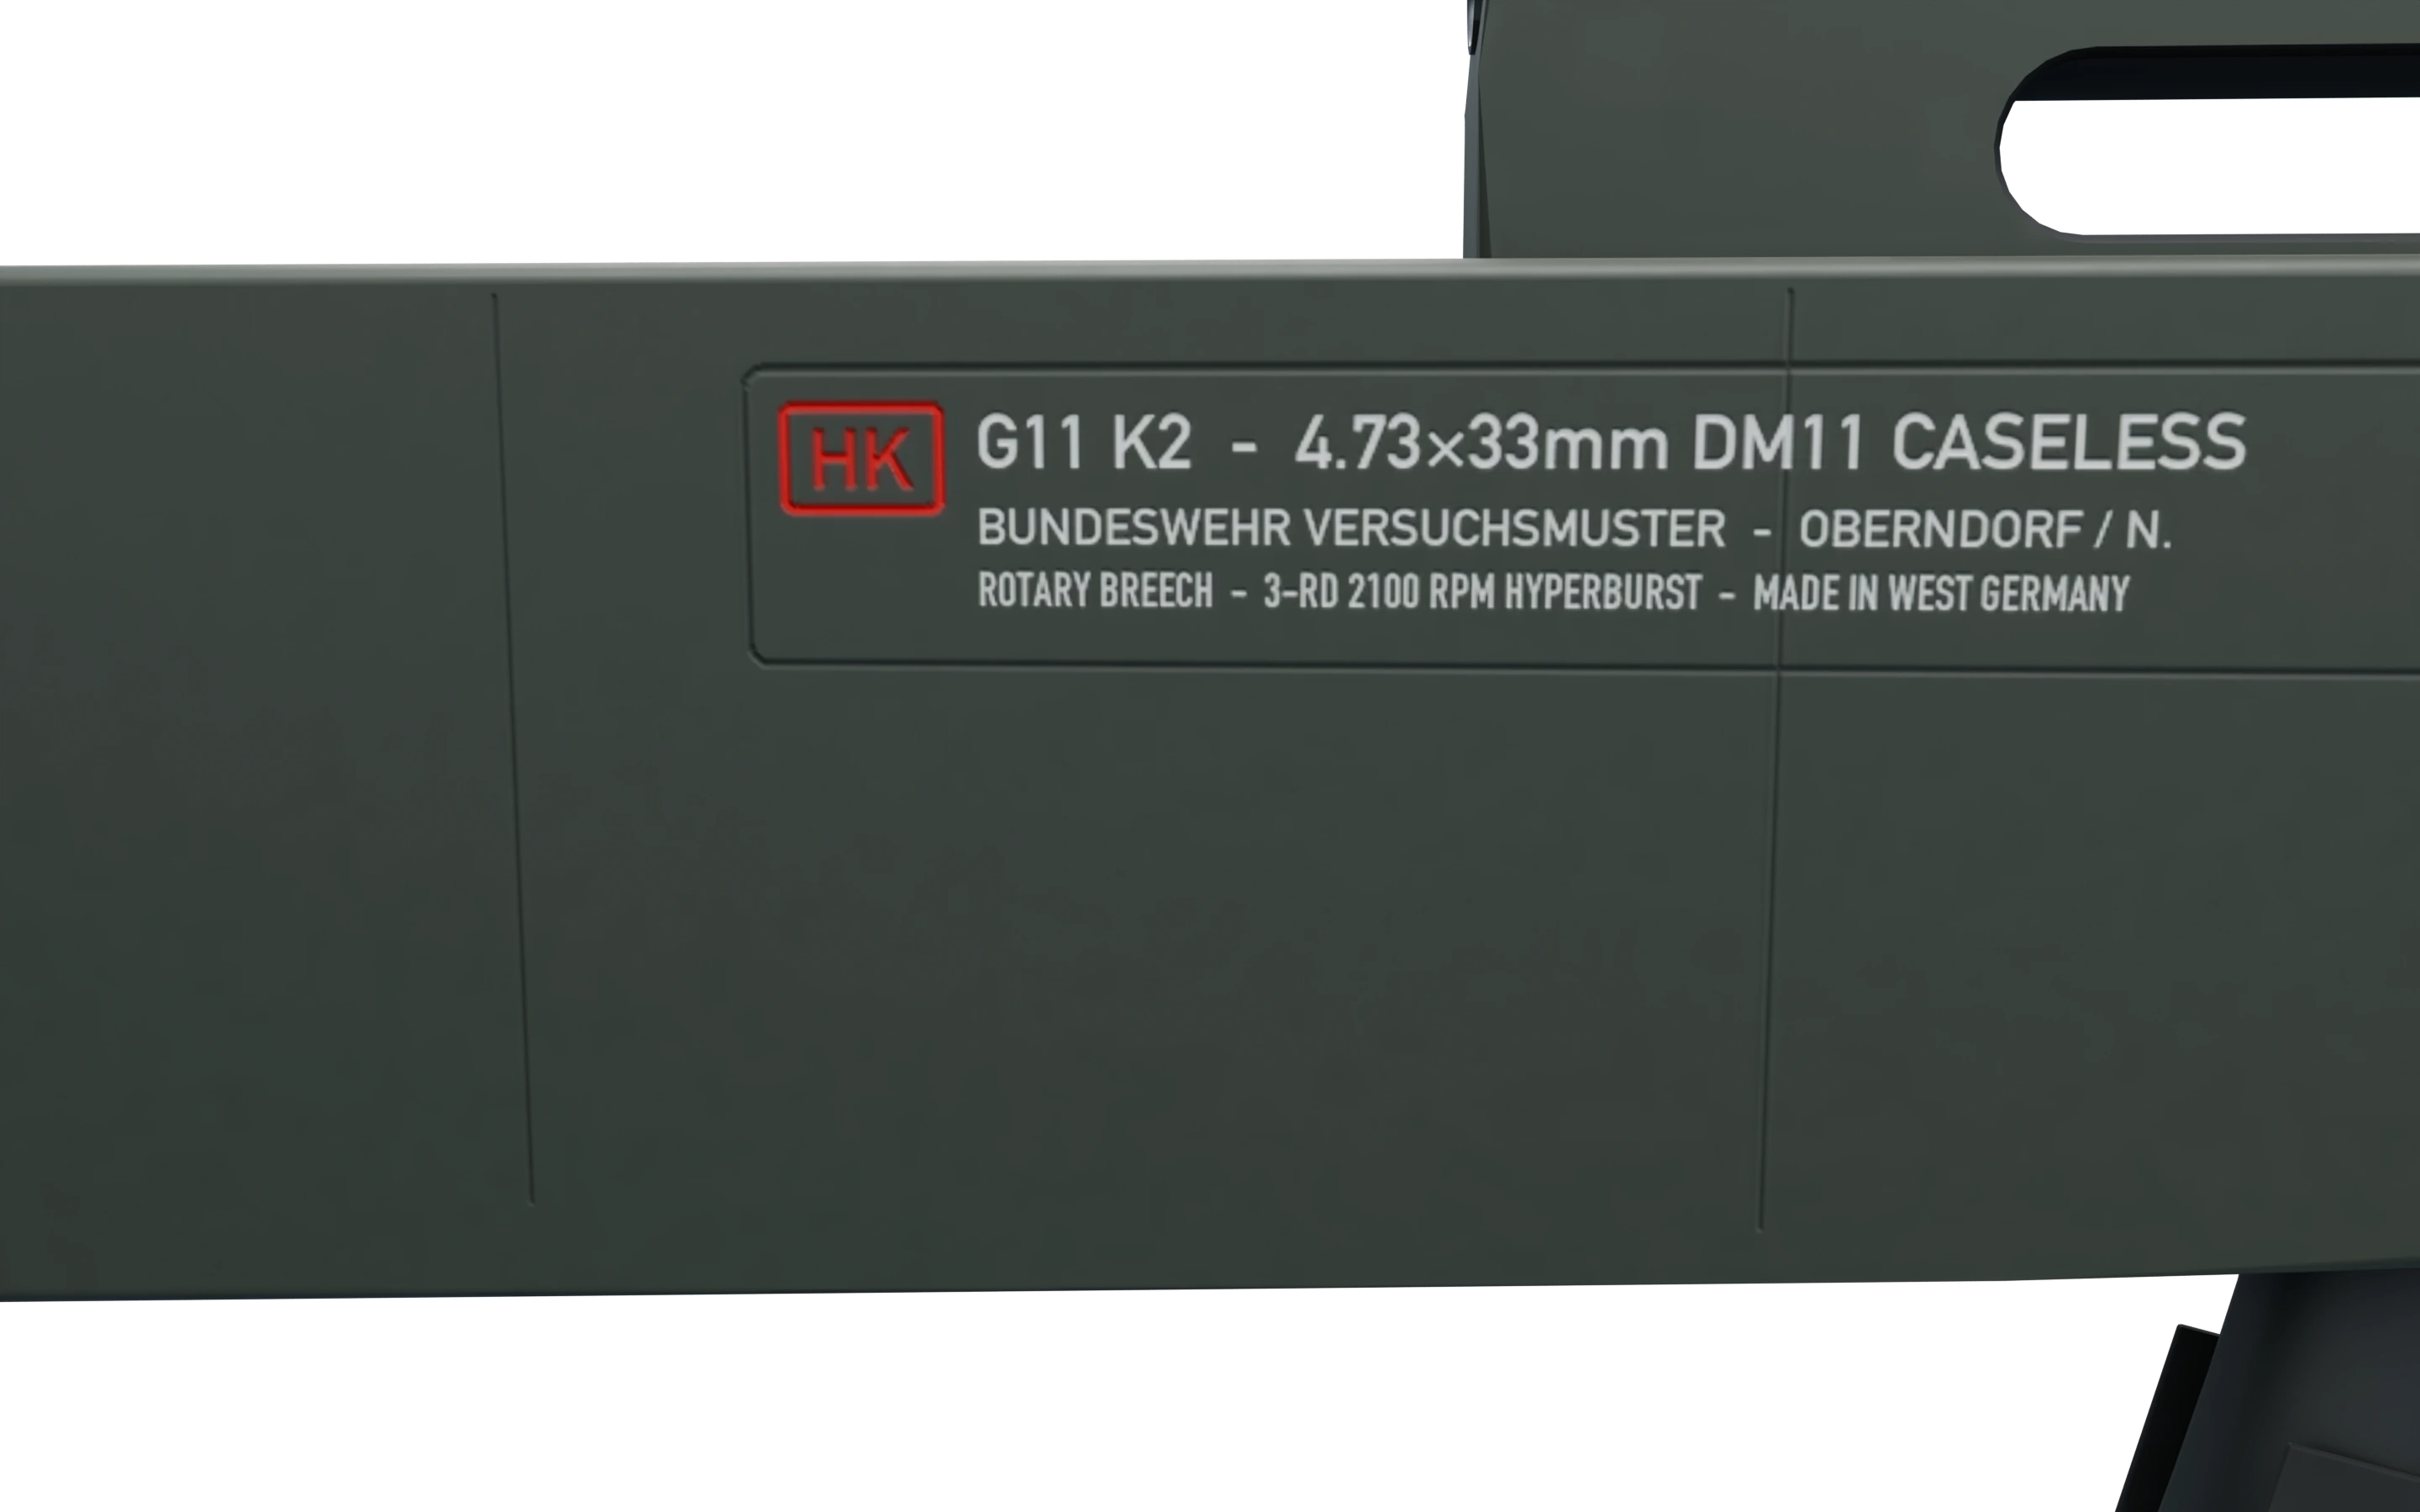 HK
G11 K2 - 4.73×33mm DM11 CASELESS
BUNDESWEHR VERSUCHSMUSTER - OBERNDORF / N.
ROTARY BREECH - 3-RD 2100 RPM HYPERBURST - MADE IN WEST GERMANY